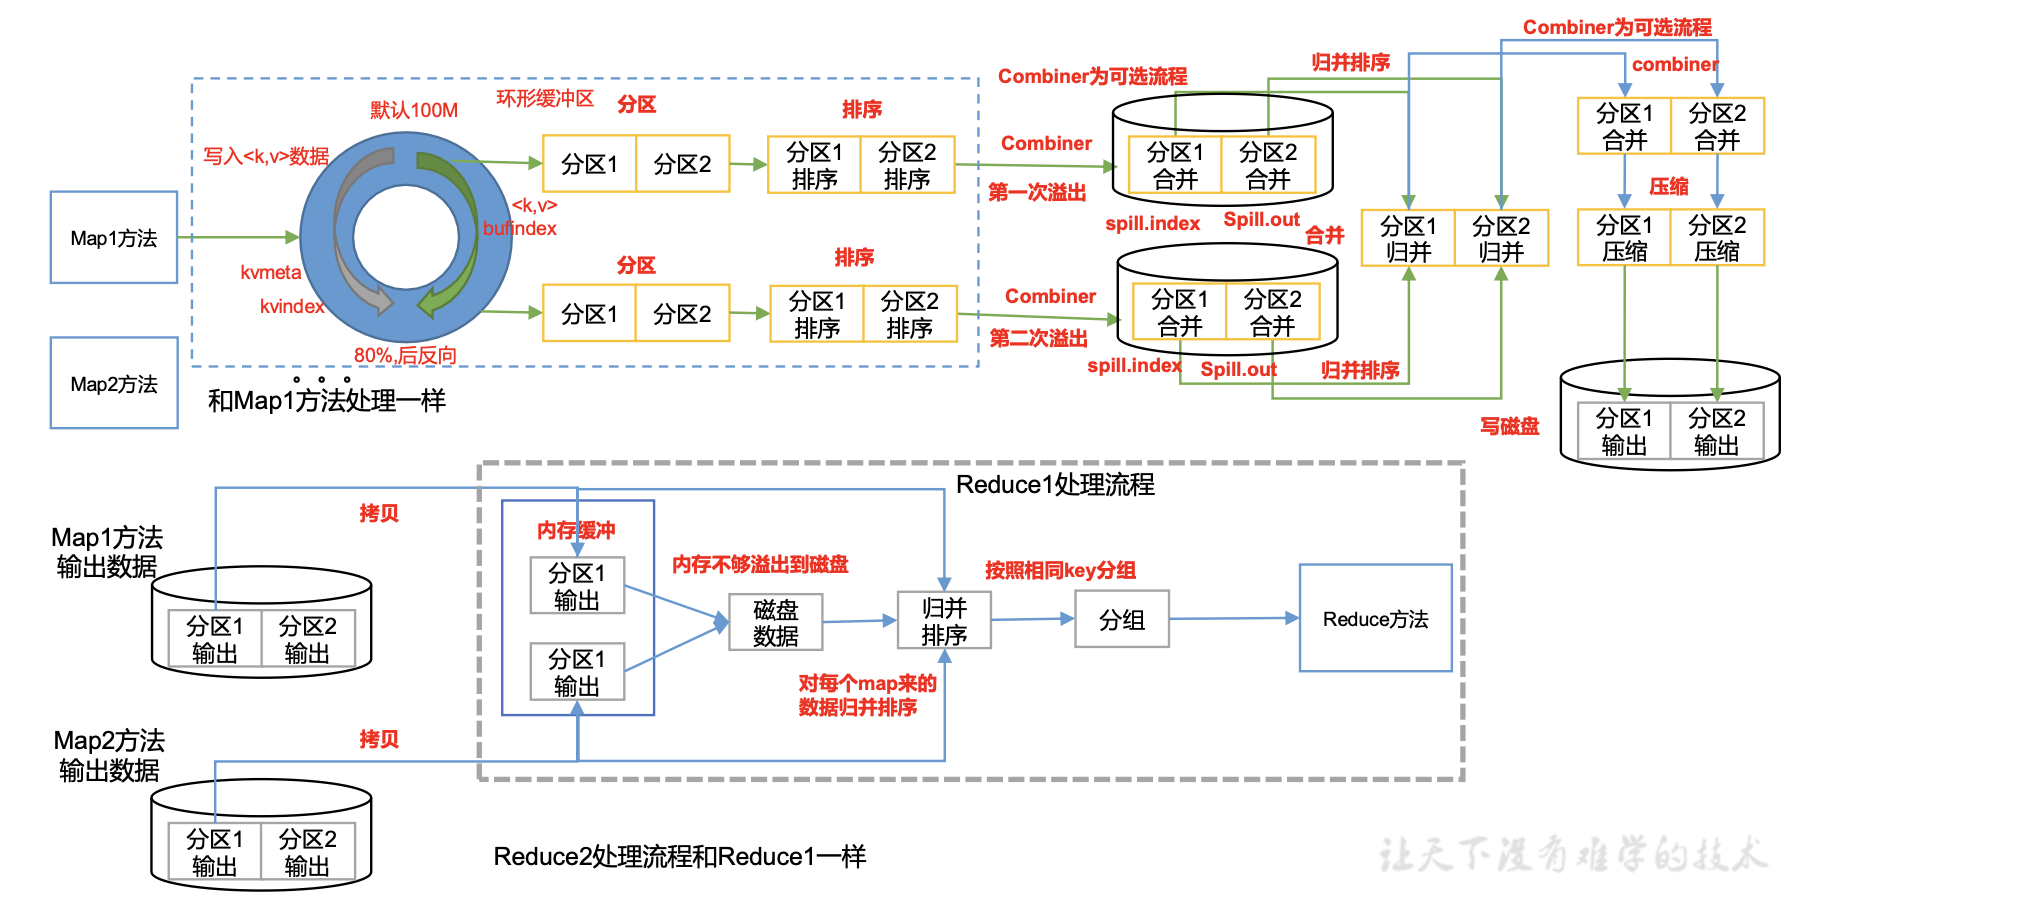 Combiner为可选流程
归并排序
combiner
Combiner为可选流程
默认100M
环形缓冲区
分区
排序
写入<k,v>数据
分区1
分区2
分区1
排序
分区2
排序
Combiner
第一次溢出
分区1
合并
分区2
合并
spill.index
Spill.out
分区1
合并
分区2
合并
压缩
Map1方法
<k,v>
bufindex
kvmeta
kvindex
80%,后反向
分区
排序
分区1
分区2
分区1
排序
分区2
排序
Combiner
第二次溢出
合并
分区1
归并
分区2
归并
分区1
压缩
分区2
压缩
分区1
合并
分区2
合并
spill.index
Spill.out
归并排序
Map2方法
和Map1方法处理一样
写磁盘
分区1
输出
分区2
输出
Reduce1处理流程
拷贝
Map1方法
输出数据
分区1
输出
分区2
输出
内存缓冲
分区1
输出
分区1
输出
内存不够溢出到磁盘
磁盘
数据
归并
排序
对每个map来的
数据归并排序
按照相同key分组
分组
Reduce方法
拷贝
Map2方法
输出数据
分区1
输出
分区2
输出
Reduce2处理流程和Reduce1一样
让天下没有难学的技术